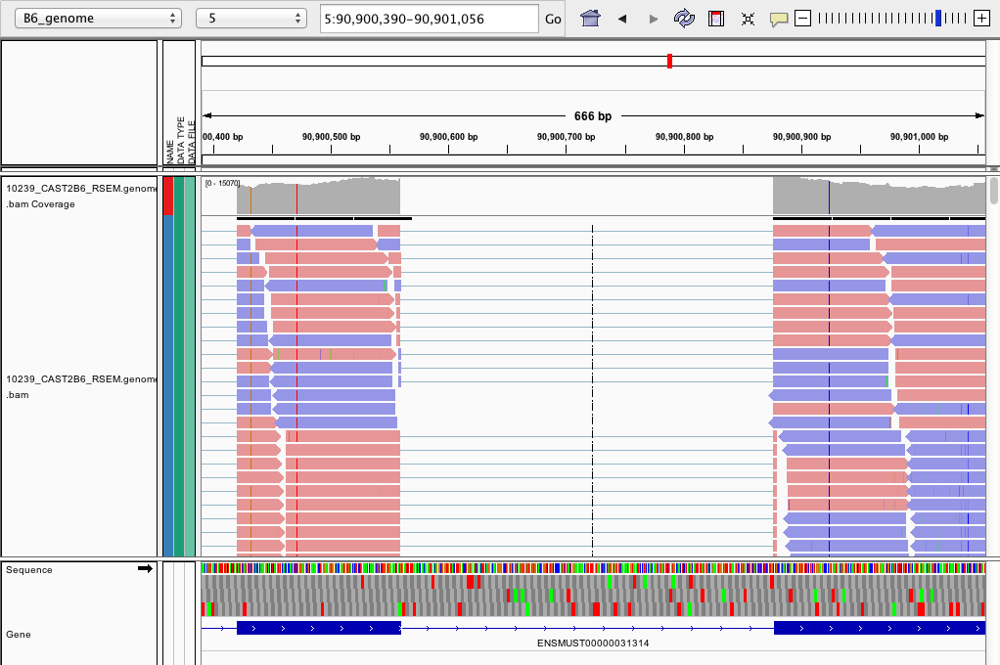 B6_genome
5
5:90,900,390-90,901,056
Go
NAME
DATA TYPE
DATA FILE
666 bp
00,400 bp
90,900,500 bp
90,900,600 bp
90,900,700 bp
90,900,800 bp
90,900,900 bp
90,901,000 bp
10239_CAST2B6_RSEM.genome
.bam Coverage
[0 - 15070]
10239_CAST2B6_RSEM.genome
.bam
Sequence
Gene
ENSMUST00000031314